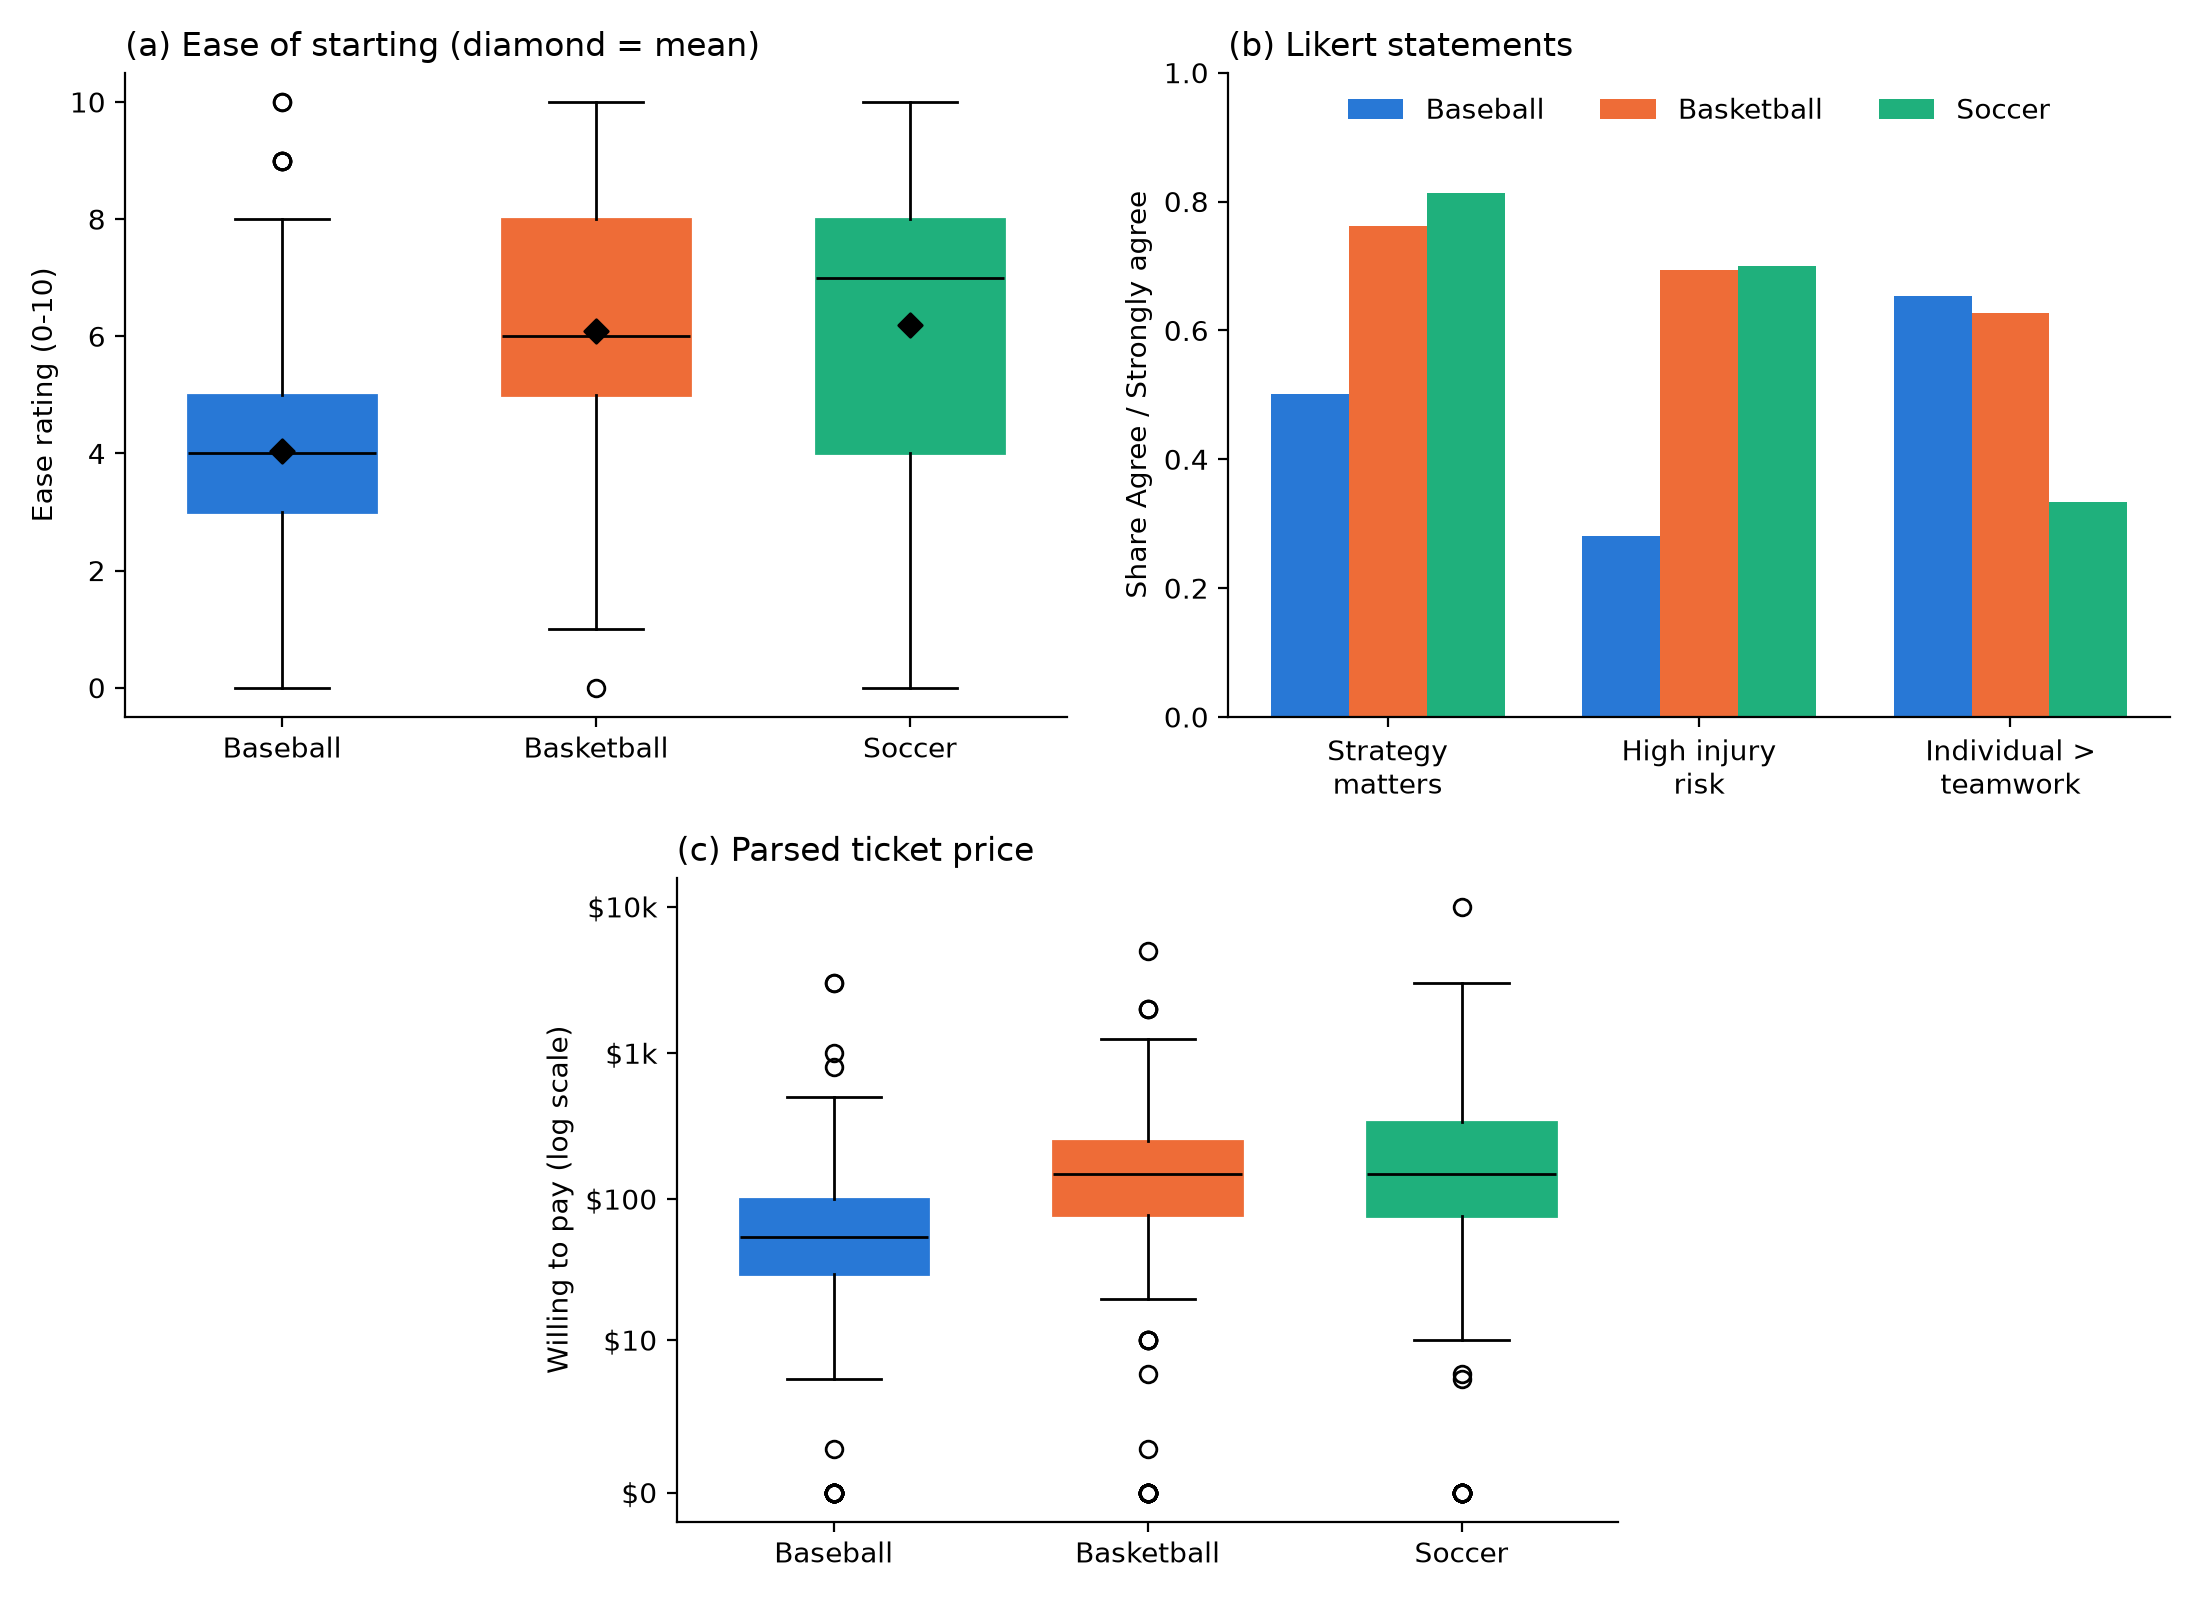 (a) Ease of starting (diamond = mean)
Ease rating (0-10)
10
8
6
4
2
0
Baseball
Basketball
Soccer
(b) Likert statements
Share Agree / Strongly agree
1.0
0.8
0.6
0.4
0.2
0.0
Baseball
Basketball
Soccer
Strategy
matters
High injury
risk
Individual >
teamwork
(c) Parsed ticket price
Willing to pay (log scale)
$10k
$1k
$100
$10
$0
Baseball
Basketball
Soccer